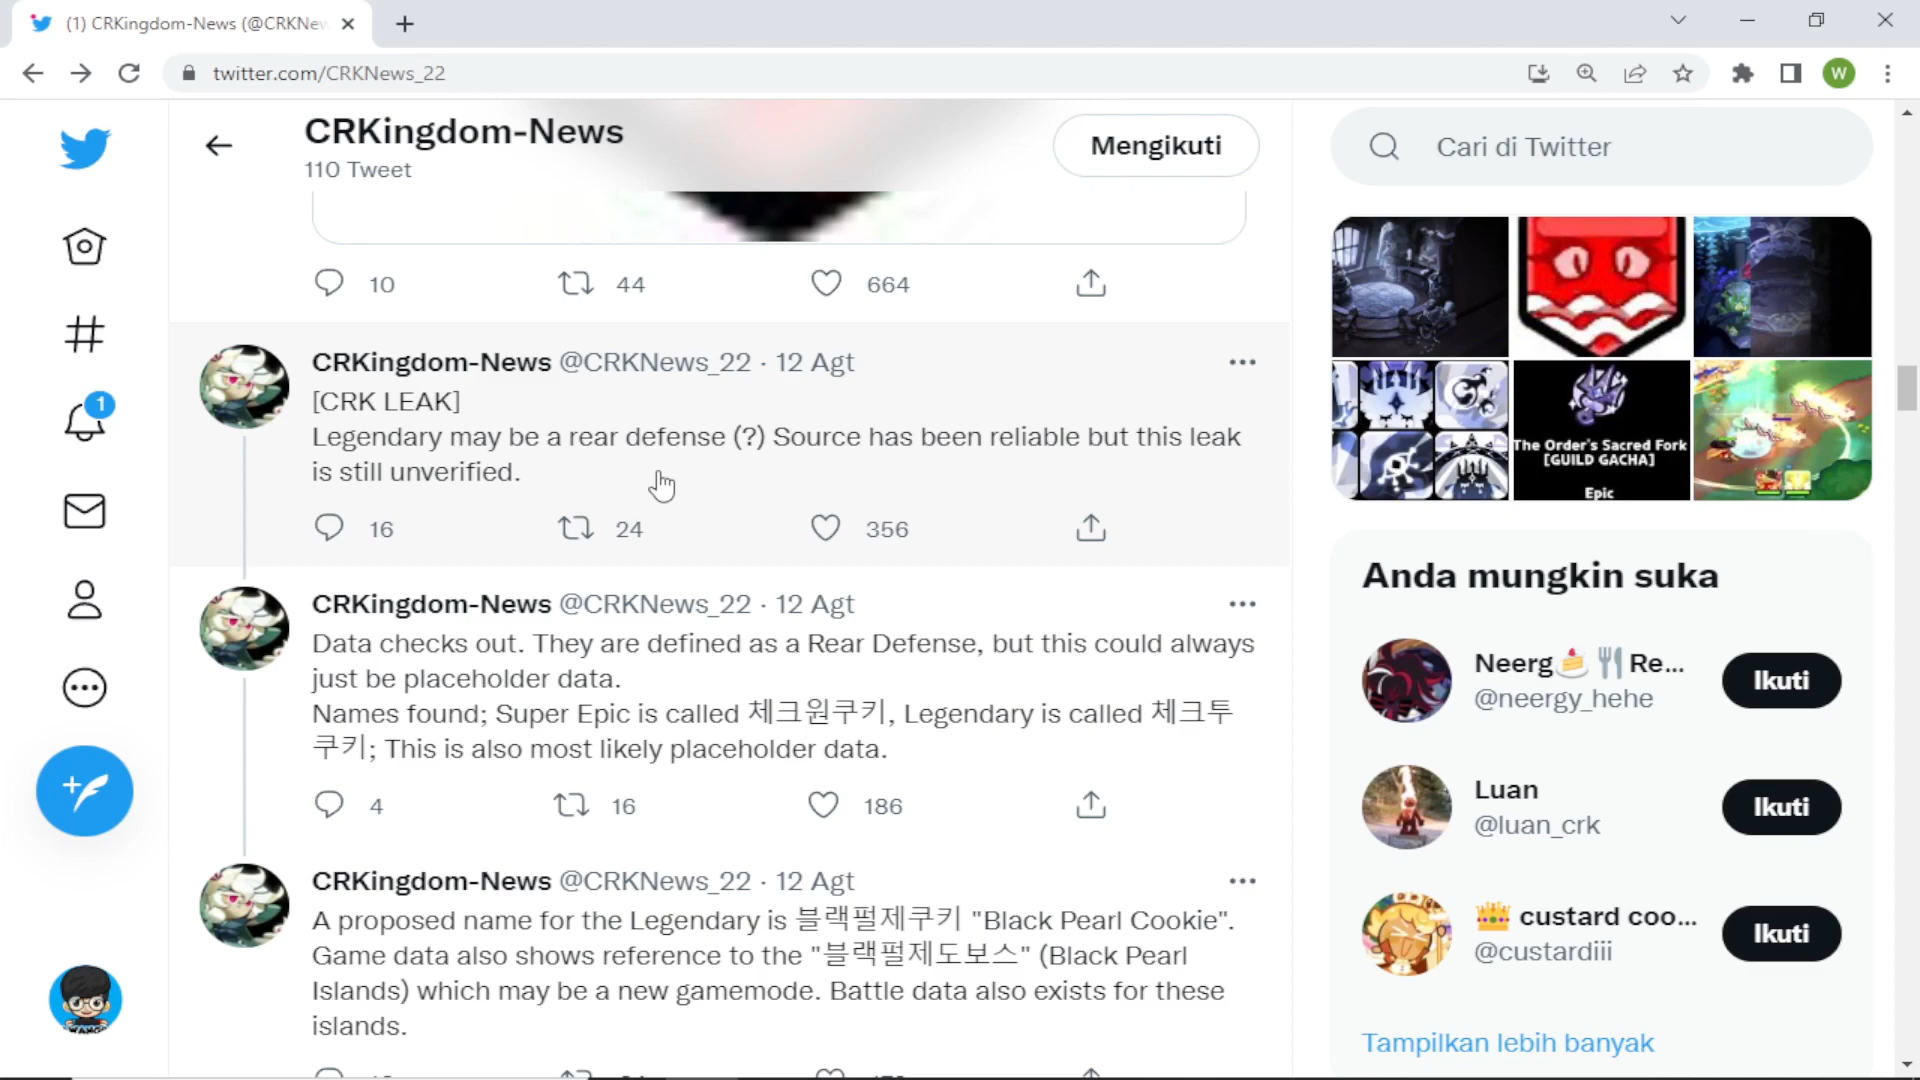 (1) CRKingdom-News (@CRKNew
twitter.com/CRKNews_22
W
CRKingdom-News
110 Tweet
Mengikuti
Cari di Twitter
10 44 664
CRKingdom-News @CRKNews_22 · 12 Agt
[CRK LEAK]
Legendary may be a rear defense (?) Source has been reliable but this leak
is still unverified.
16 24 356
1
CRKingdom-News @CRKNews_22 · 12 Agt
Data checks out. They are defined as a Rear Defense, but this could always
just be placeholder data.
Names found; Super Epic is called 체크원쿠키, Legendary is called 체크투
쿠키; This is also most likely placeholder data.
4 16 186
CRKingdom-News @CRKNews_22 · 12 Agt
A proposed name for the Legendary is 블랙펄제쿠키 "Black Pearl Cookie".
Game data also shows reference to the "블랙펄제도보스" (Black Pearl
Islands) which may be a new gamemode. Battle data also exists for these
islands.
The Order's Sacred Fork
[GUILD GACHA]
Epic
Anda mungkin suka
Neerg🍰🍴Re...
@neergy_hehe
Ikuti
Luan
@luan_crk
Ikuti
👑 custard coo...
@custardiii
Ikuti
Tampilkan lebih banyak